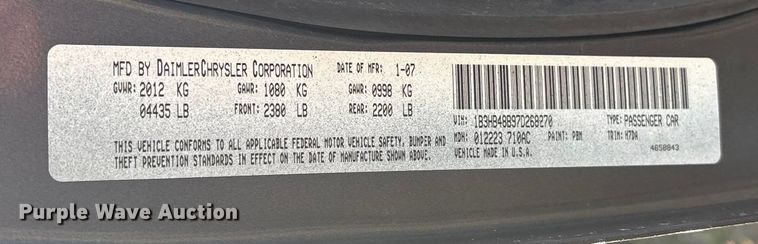 MFD BY DAIMLERCHRYSLER CORPORATION DATE OF MFR 1-07
GVWR: 2012 KG GAWR: 1080 KG GAWR: 0998 KG
04435 LB FRONT: 2380 LB REAR: 2200 LB
THIS VEHICLE CONFORMS TO ALL APPLICABLE FEDERAL MOTOR VEHICLE SAFETY, BUMPER AND
THEFT PREVENTION STANDARDS IN EFFECT ON THE DATE OF MANUFACTURE SHOWN ABOVE.
VIN: 1B3HB48B97D268270 TYPE: PASSENGER CAR
MDH: 012223 710AC PAINT: PBM TRIM: M7DA
VEHICLE MADE IN U.S.A. 4658843
Purple Wave Auction